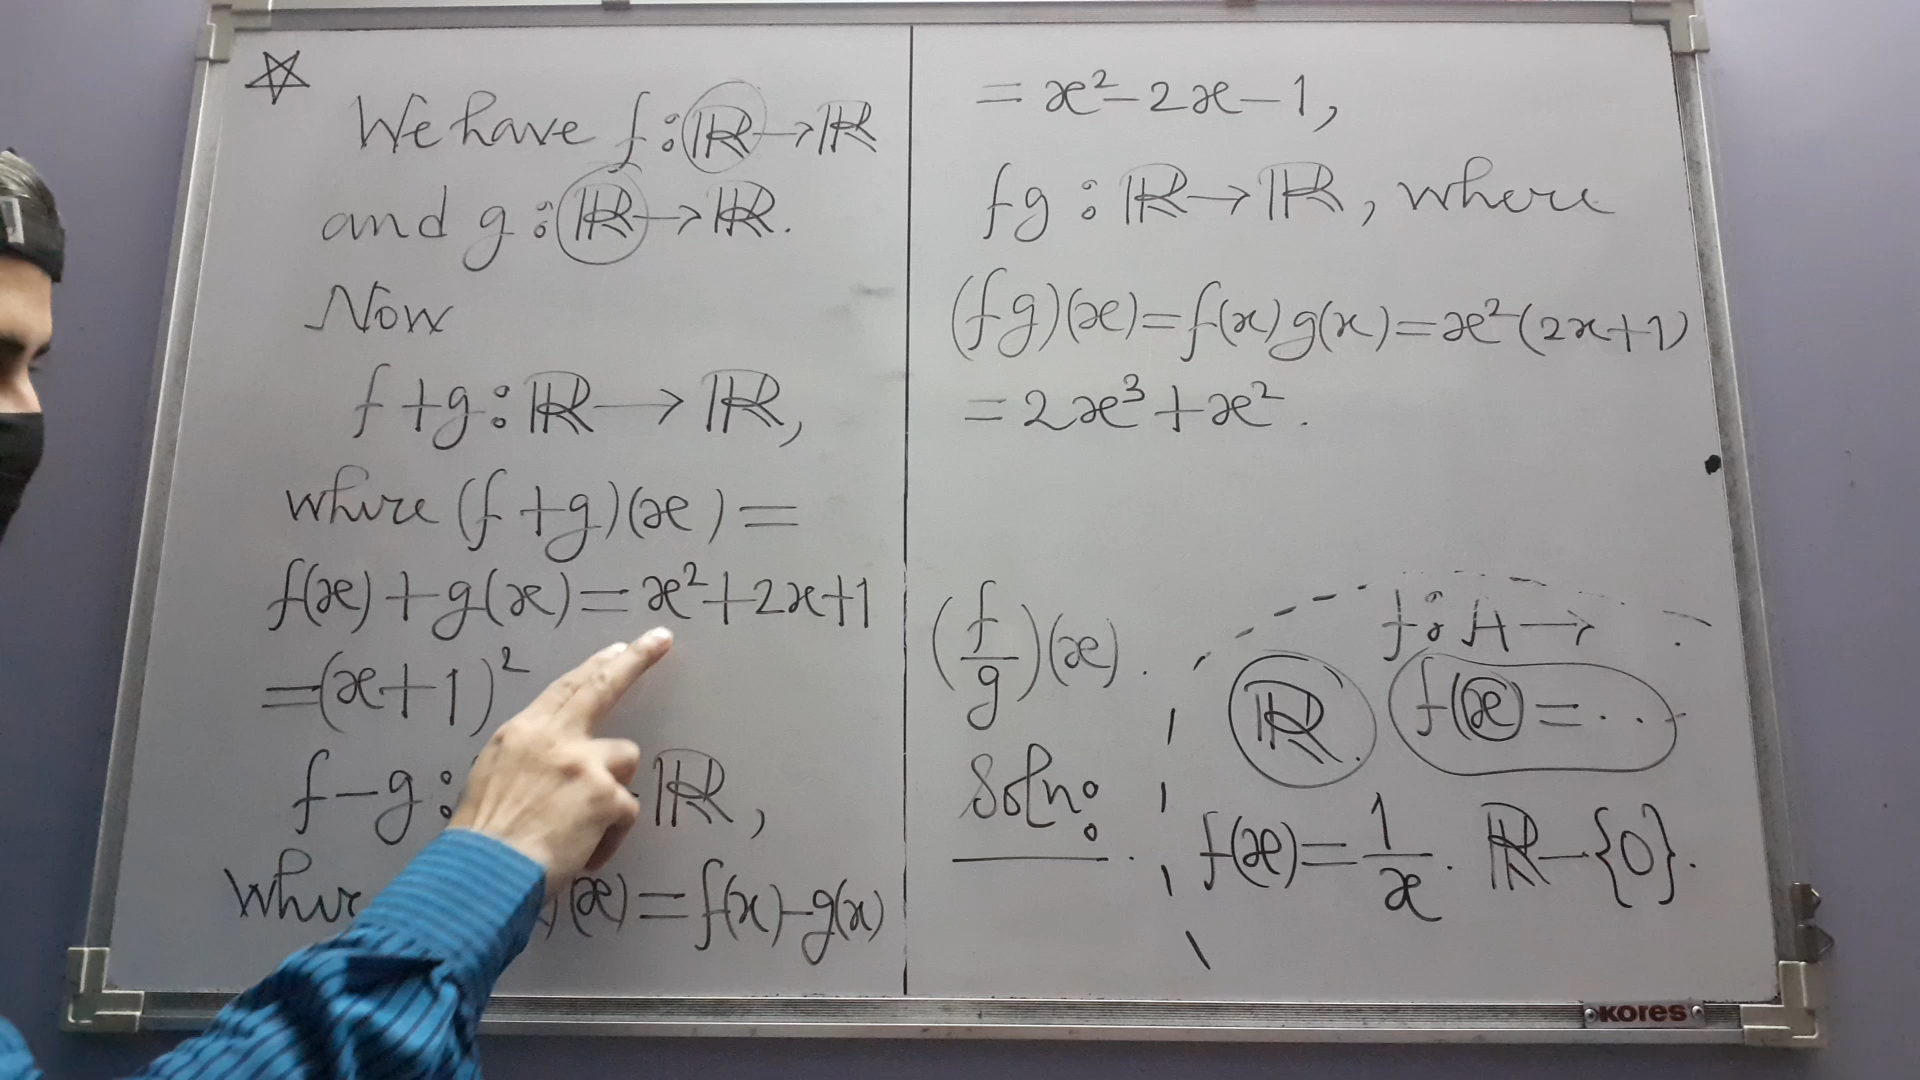 We have f : ℝ → ℝ
and g : ℝ → ℝ.
Now
f + g : ℝ → ℝ,
where (f + g)(x) =
f(x) + g(x) = x² + 2x + 1
= (x + 1)²
f - g : ℝ,
(x) = f(x) - g(x)
= x² - 2x - 1,
fg : ℝ → ℝ, where
(fg)(x) = f(x) g(x) = x² (2x + 1)
= 2x³ + x².
(f/g)(x).
Soln:
f : A →
ℝ. f(x) = ...
f(x) = 1/x. ℝ - {0}.
KORES